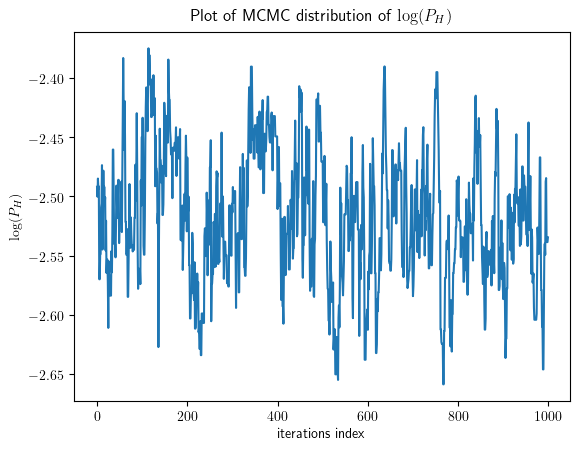 Plot of MCMC distribution of log(P_H)
−2.40
−2.45
−2.50
−2.55
−2.60
−2.65
log(P_H)
0 200 400 600 800 1000
iterations index